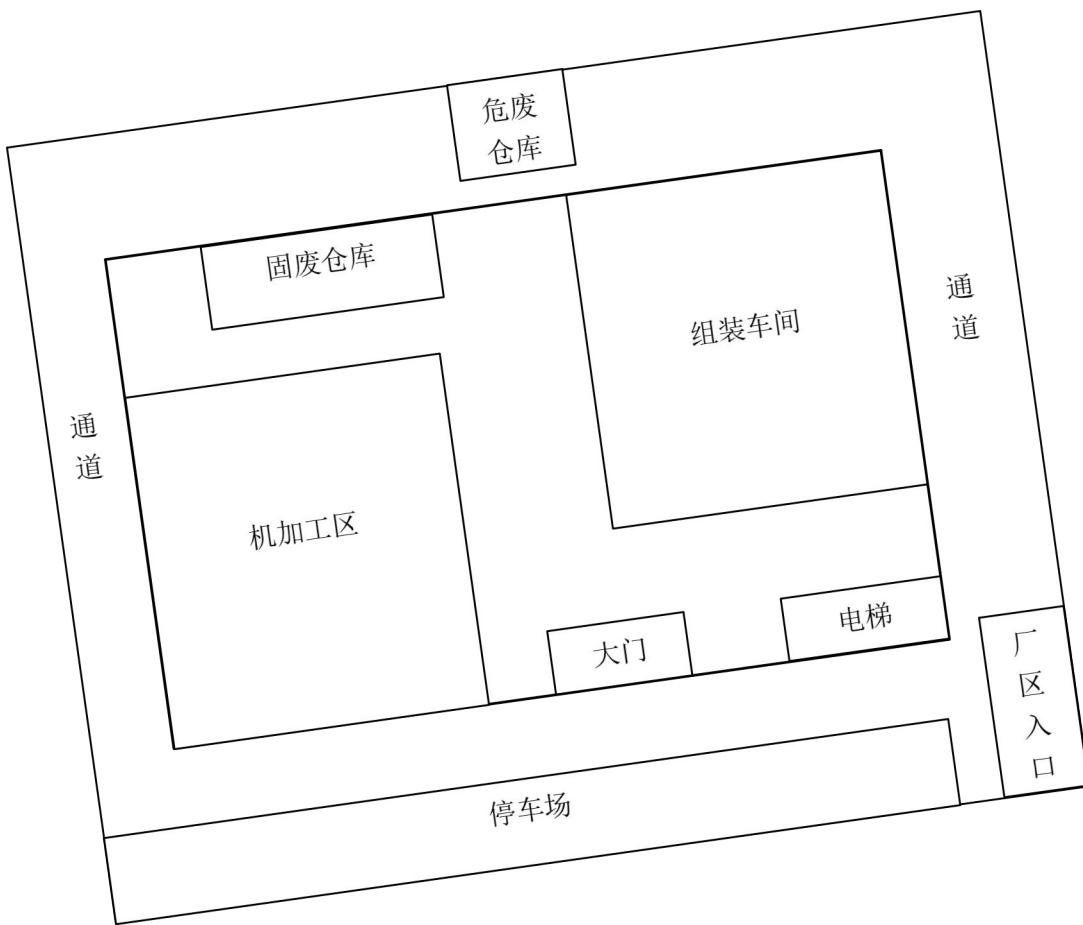 危废
仓库
固废仓库
组装车间
通
道
通
道
机加工区
大门
电梯
厂
区
入
口
停车场